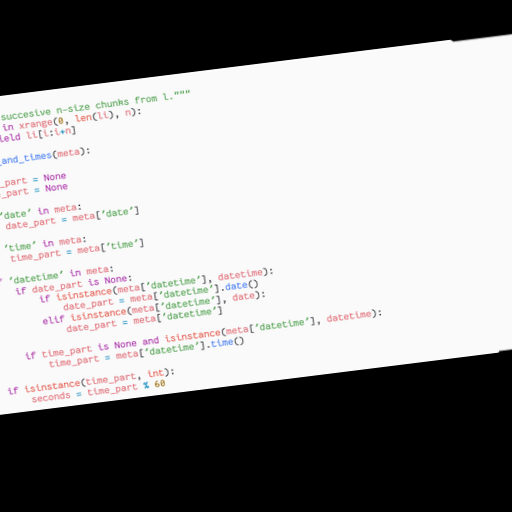 succesive n-size chunks from l."""
in xrange(0, len(li), n):
ield li[i:i+n]
_and_times(meta):
_part = None
_part = None
'date' in meta:
date_part = meta['date']
'time' in meta:
time_part = meta['time']
'datetime' in meta:
if date_part is None:
if isinstance(meta['datetime'], datetime):
date_part = meta['datetime'].date()
elif isinstance(meta['datetime'], date):
date_part = meta['datetime']
if time_part is None and isinstance(meta['datetime'], datetime):
time_part = meta['datetime'].time()
if isinstance(time_part, int):
seconds = time_part % 60